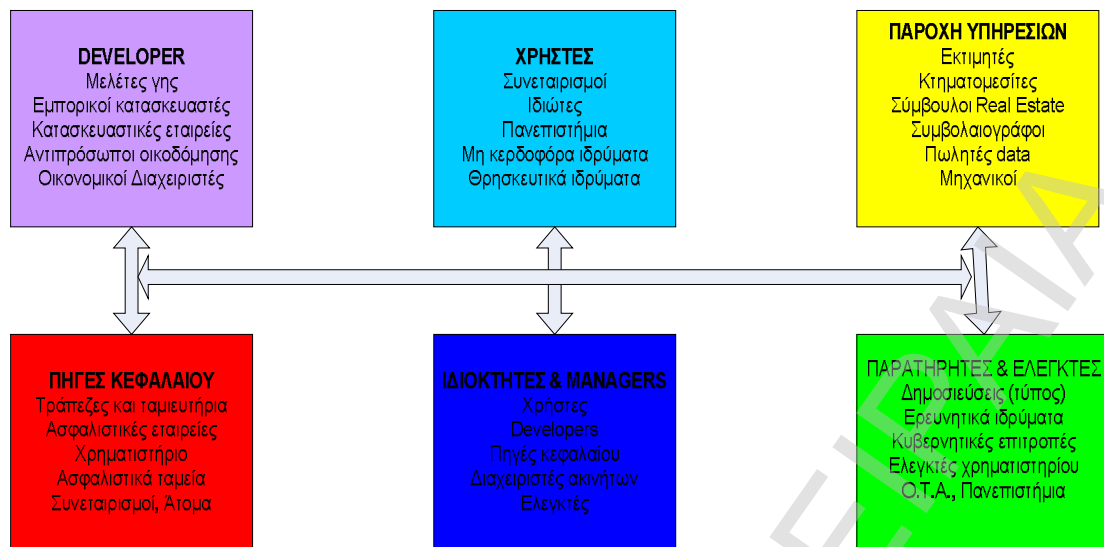 DEVELOPER
Μελέτες γης
Εμπορικοί κατασκευαστές
Κατασκευαστικές εταιρείες
Αντιπρόσωποι οικοδόμησης
Οικονομικοί Διαχειριστές
ΧΡΗΣΤΕΣ
Συνεταιρισμοί
Ιδιώτες
Πανεπιστήμια
Μη κερδοφόρα ιδρύματα
Θρησκευτικά ιδρύματα
ΠΑΡΟΧΗ ΥΠΗΡΕΣΙΩΝ
Εκτιμητές
Κτηματομεσίτες
Σύμβουλοι Real Estate
Συμβολαιογράφοι
Πωλητές data
Μηχανικοί
ΠΗΓΕΣ ΚΕΦΑΛΑΙΟΥ
Τράπεζες και ταμιευτήρια
Ασφαλιστικές εταιρείες
Χρηματιστήριο
Ασφαλιστικά ταμεία
Συνεταιρισμοί, Άτομα
ΙΔΙΟΚΤΗΤΕΣ & MANAGERS
Χρήστες
Developers
Πηγές κεφαλαίου
Διαχειριστές ακινήτων
Ελεγκτές
ΠΑΡΑΤΗΡΗΤΕΣ & ΕΛΕΓΚΤΕΣ
Δημοσιεύσεις (τύπος)
Ερευνητικά ιδρύματα
Κυβερνητικές επιτροπές
Ελεγκτές χρηματιστηρίου
Ο.Τ.Α., Πανεπιστήμια